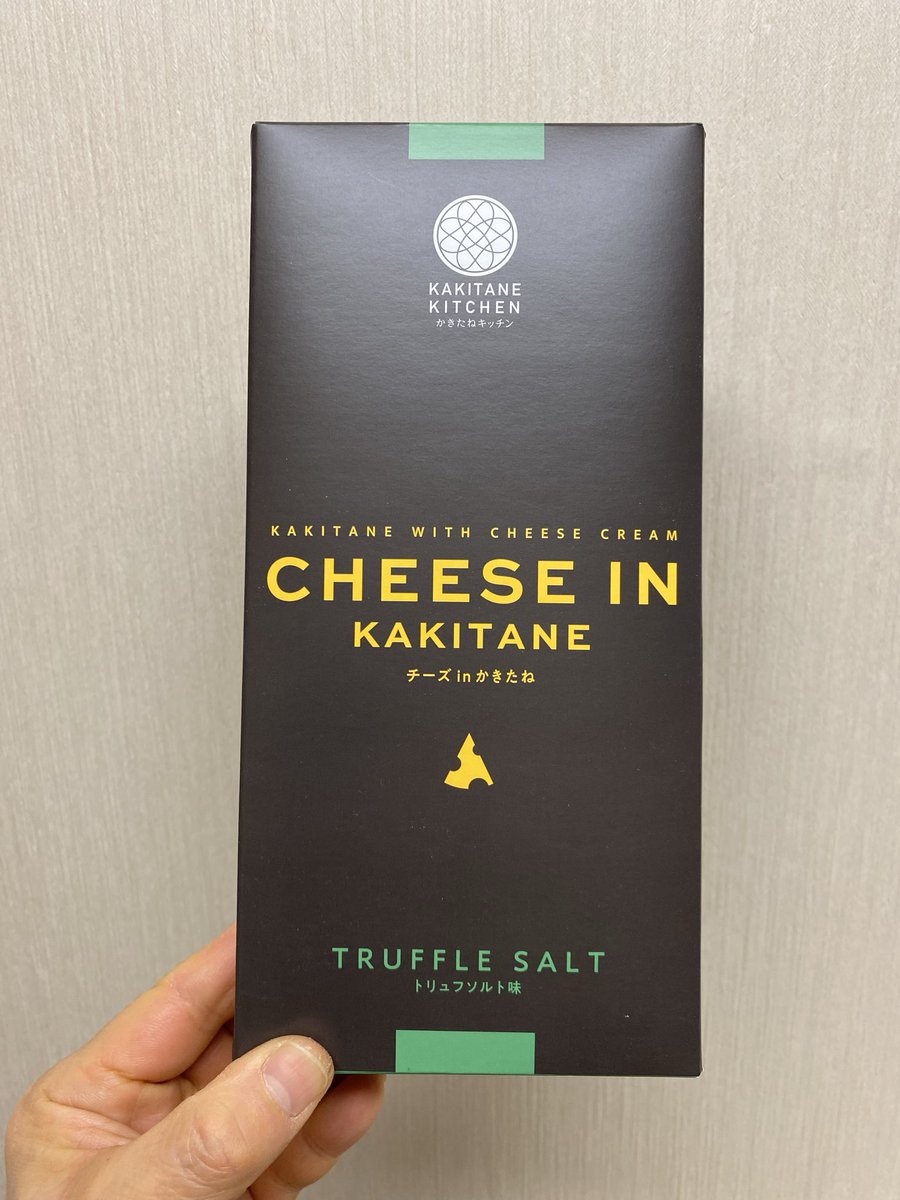 KAKITANE
KITCHEN
かきたねキッチン
KAKITANE WITH CHEESE CREAM
CHEESE IN
KAKITANE
チーズinかきたね
TRUFFLE SALT
トリュフソルト味